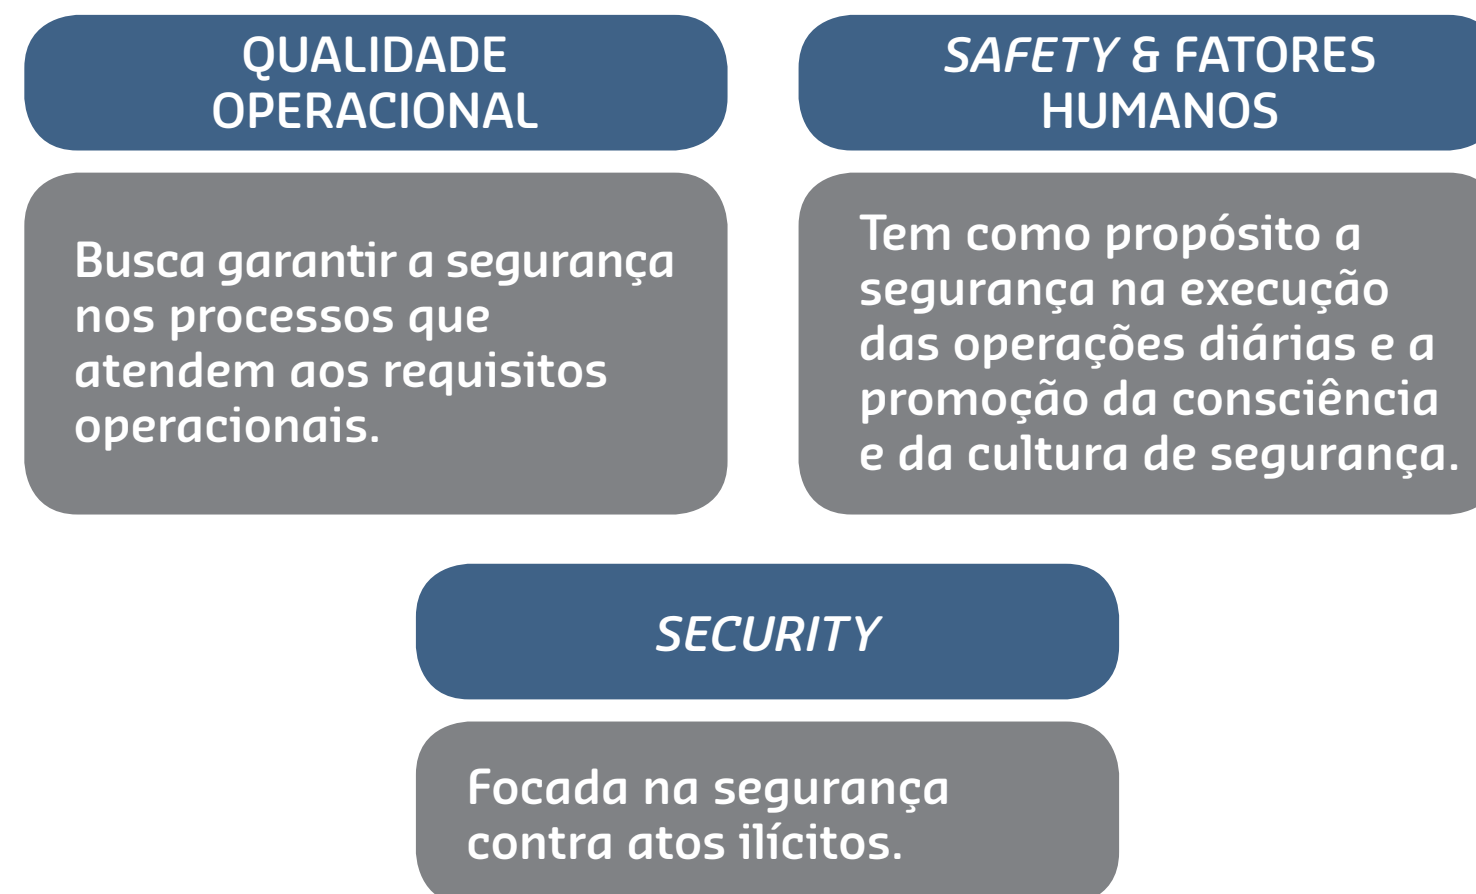 QUALIDADE
OPERACIONAL
Busca garantir a segurança
nos processos que
atendem aos requisitos
operacionais.
SAFETY & FATORES
HUMANOS
Tem como propósito a
segurança na execução
das operações diárias e a
promoção da consciência
e da cultura de segurança.
SECURITY
Focada na segurança
contra atos ilícitos.